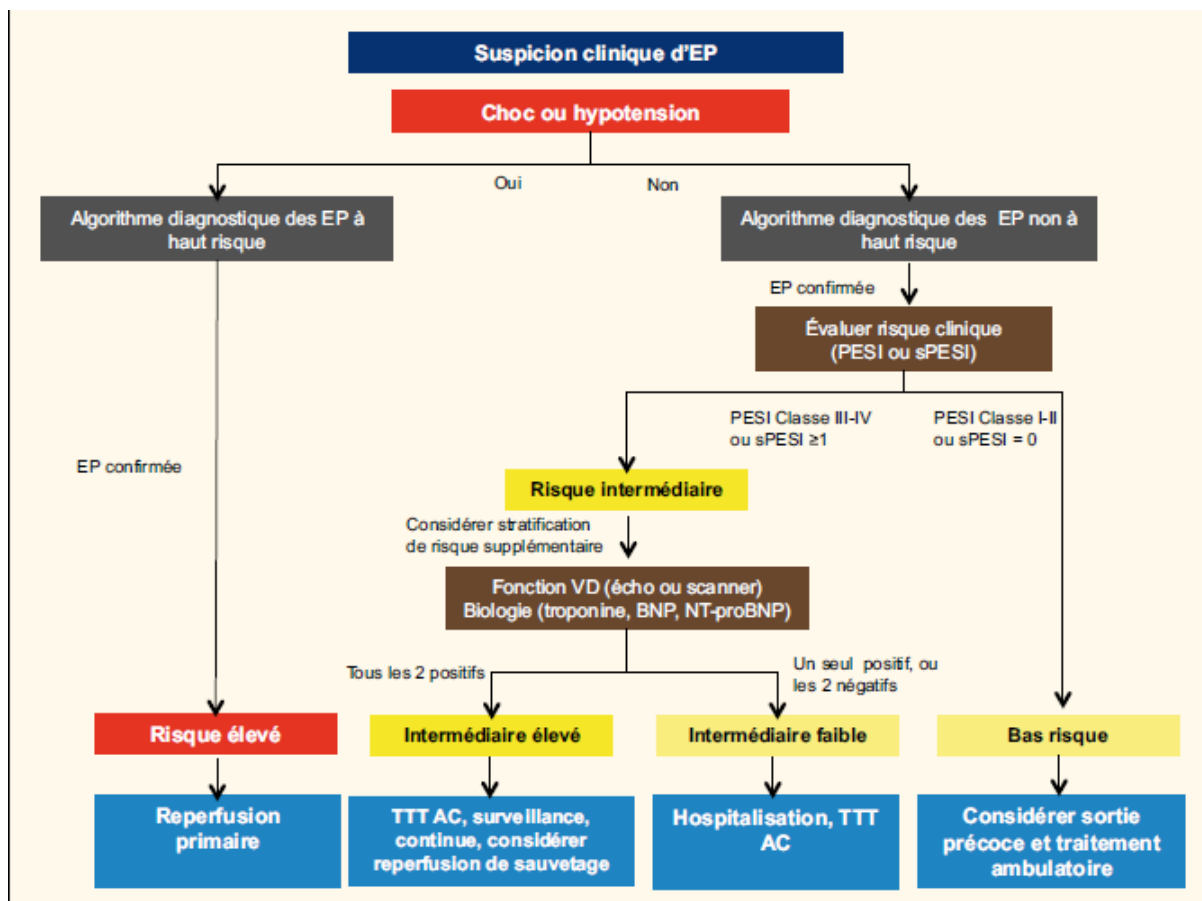 Suspicion clinique d'EP
Choc ou hypotension
Oui
Non
Algorithme diagnostique des EP à
haut risque
Algorithme diagnostique des EP non à
haut risque
EP confirmée
Évaluer risque clinique
(PESI ou sPESI)
PESI Classe III-IV
ou sPESI ≥1
PESI Classe I-II
ou sPESI = 0
EP confirmée
Risque intermédiaire
Considérer stratification
de risque supplémentaire
Fonction VD (écho ou scanner)
Biologie (troponine, BNP, NT-proBNP)
Tous les 2 positifs
Un seul positif, ou
les 2 négatifs
Risque élevé
Intermédiaire élevé
Intermédiaire faible
Bas risque
Reperfusion
primaire
TTT AC, surveillance,
continue, considérer
reperfusion de sauvetage
Hospitalisation, TTT
AC
Considérer sortie
précoce et traitement
ambulatoire